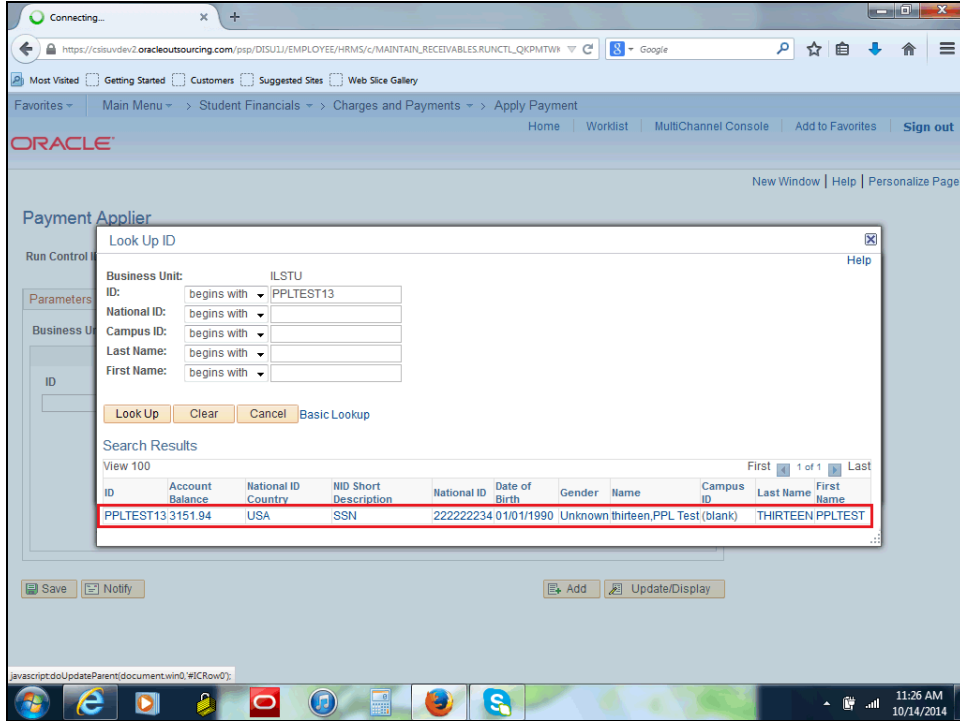 Connecting...
https://csisuvdev2.oracleoutsourcing.com/psp/DISU1J/EMPLOYEE/HRMS/c/MAINTAIN_RECEIVABLES.RUNCTL_QKPMTWK
Google
Most Visited Getting Started Customers Suggested Sites Web Slice Gallery
Favorites Main Menu > Student Financials > Charges and Payments > Apply Payment
Home Worklist MultiChannel Console Add to Favorites Sign out
ORACLE
New Window | Help | Personalize Page
Payment Applier
Look Up ID
Help
Run Control
Business Unit: ILSTU
ID: begins with PPLTEST13
Parameters
National ID: begins with
Business Un
Campus ID: begins with
Last Name: begins with
First Name: begins with
ID
Look Up Clear Cancel Basic Lookup
Search Results
View 100 First 1 of 1 Last
ID Account Balance National ID Country NID Short Description National ID Date of Birth Gender Name Campus ID Last Name First Name
PPLTEST13 3151.94 USA SSN 222222234 01/01/1990 Unknown thirteen,PPL Test (blank) THIRTEEN PPLTEST
Save Notify Add Update/Display
javascript:doUpdateParent(document.win0,'#ICRow0');
11:26 AM
10/14/2014